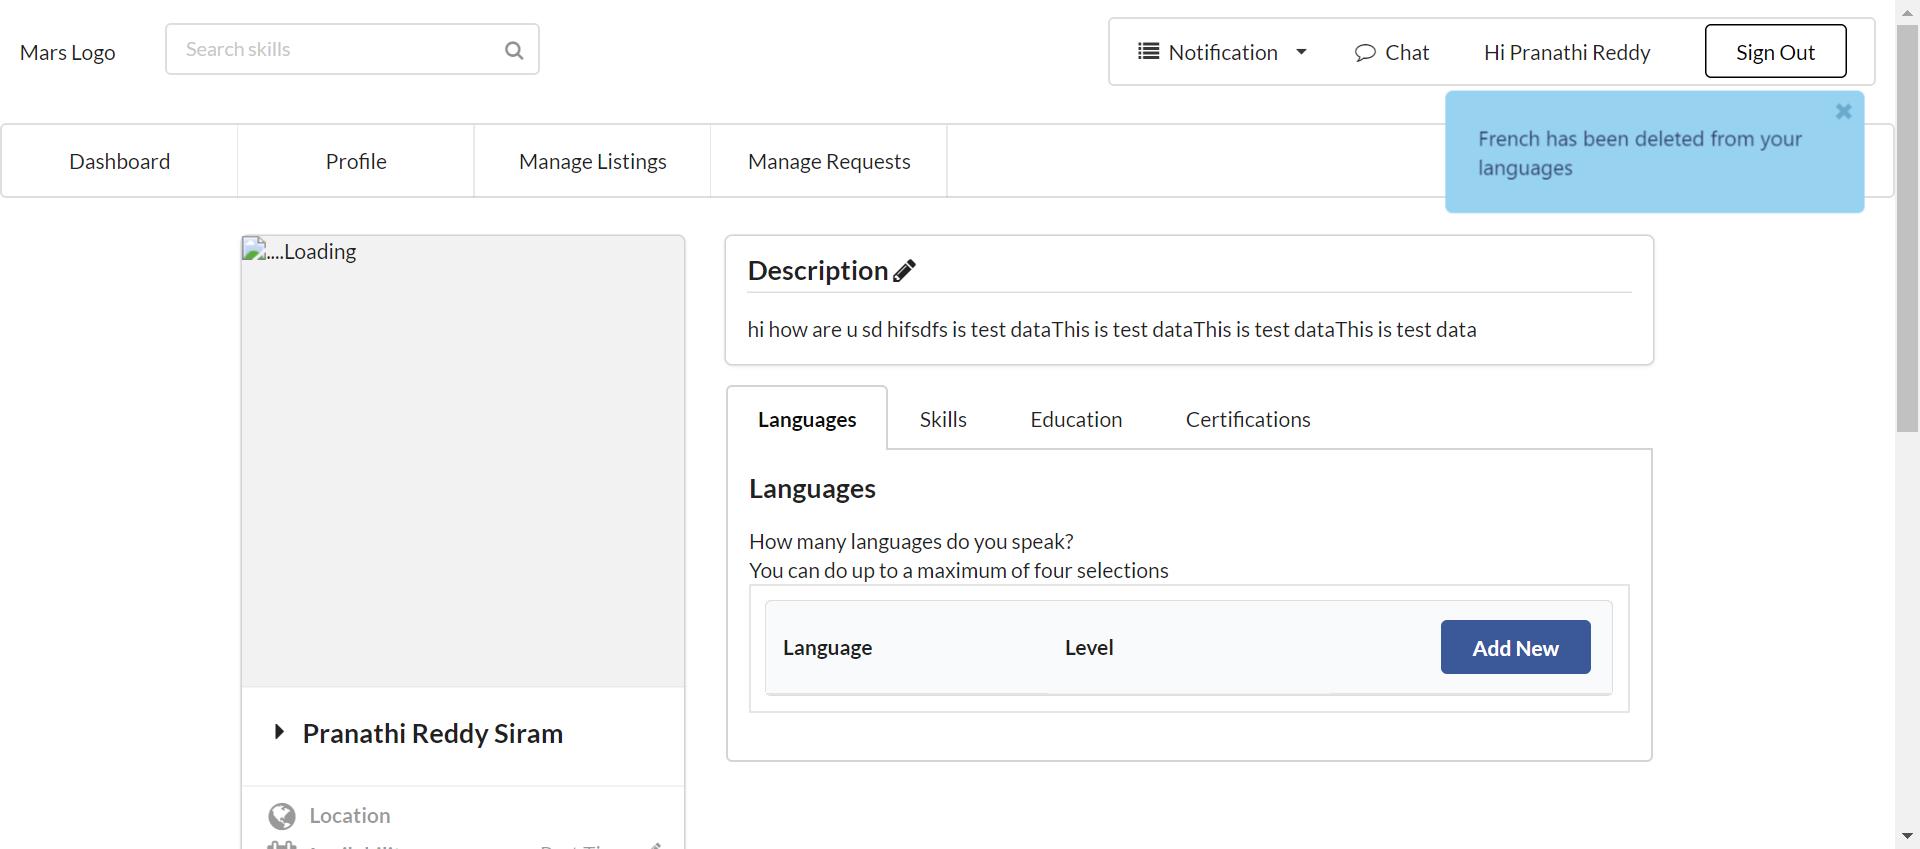 Mars Logo
Search skills
Notification
Chat
Hi Pranathi Reddy
Sign Out
French has been deleted from your
languages
Dashboard
Profile
Manage Listings
Manage Requests
....Loading
Description
hi how are u sd hifsdfs is test dataThis is test dataThis is test dataThis is test data
Languages
Skills
Education
Certifications
Languages
How many languages do you speak?
You can do up to a maximum of four selections
Language
Level
Add New
Pranathi Reddy Siram
Location